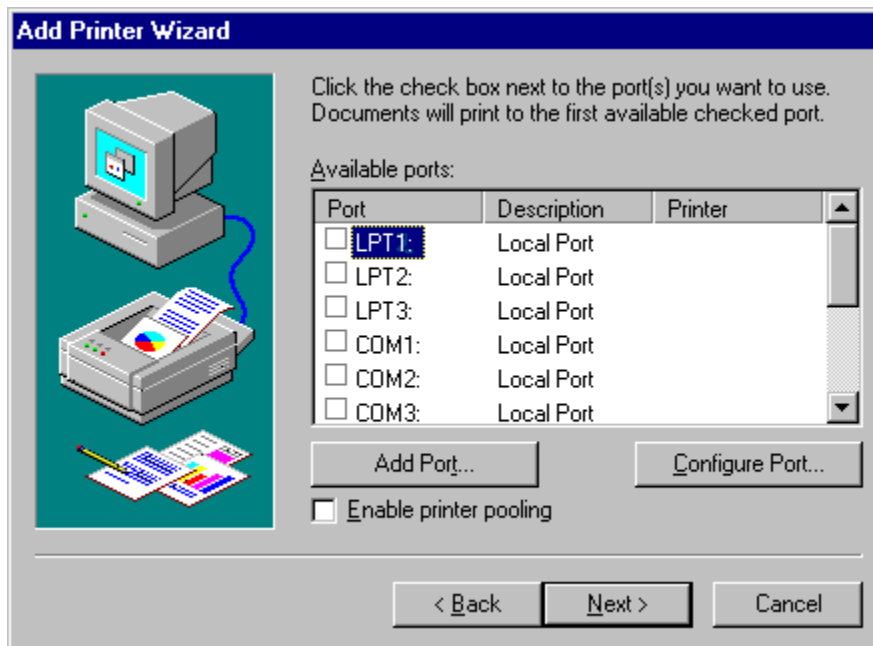 Add Printer Wizard
Click the check box next to the port(s) you want to use.
Documents will print to the first available checked port.
Available ports:
Port Description Printer
LPT1: Local Port
LPT2: Local Port
LPT3: Local Port
COM1: Local Port
COM2: Local Port
COM3: Local Port
Add Port... Configure Port...
Enable printer pooling
< Back Next > Cancel